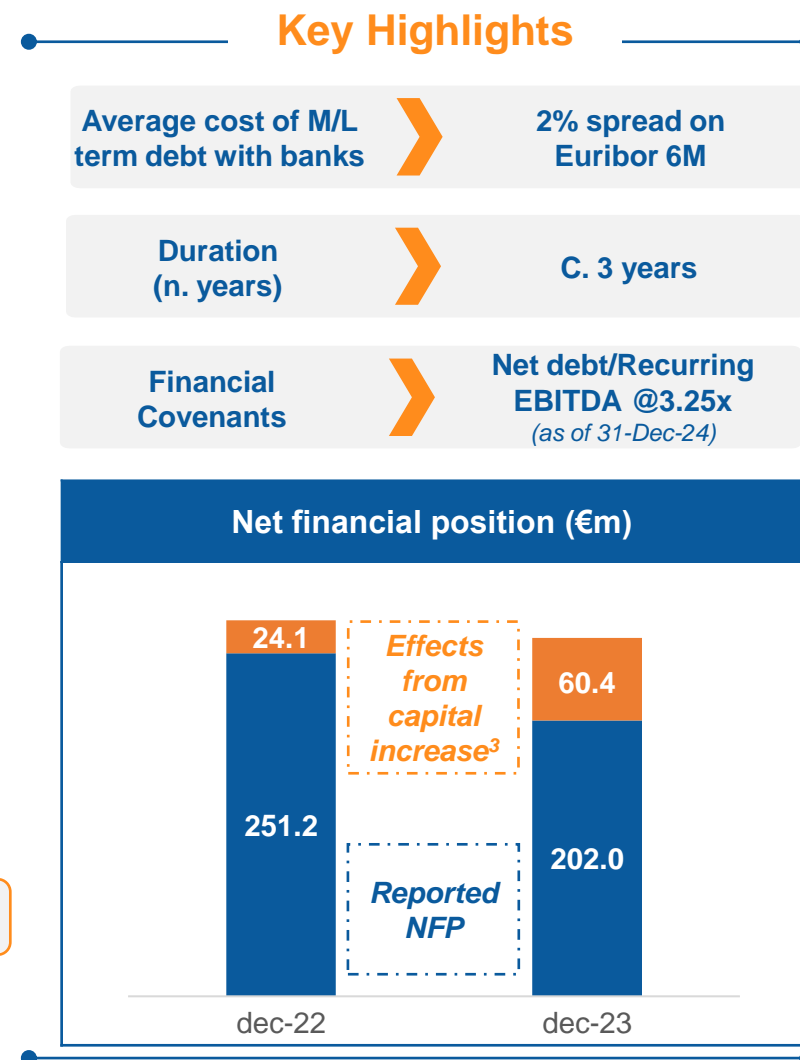 Key Highlights
Average cost of M/L
term debt with banks
2% spread on
Euribor 6M
Duration
(n. years)
C. 3 years
Financial
Covenants
Net debt/Recurring
EBITDA @3.25x
(as of 31-Dec-24)
Net financial position (€m)
24.1
Effects
from
capital
increase³
60.4
251.2
202.0
Reported
NFP
dec-22
dec-23